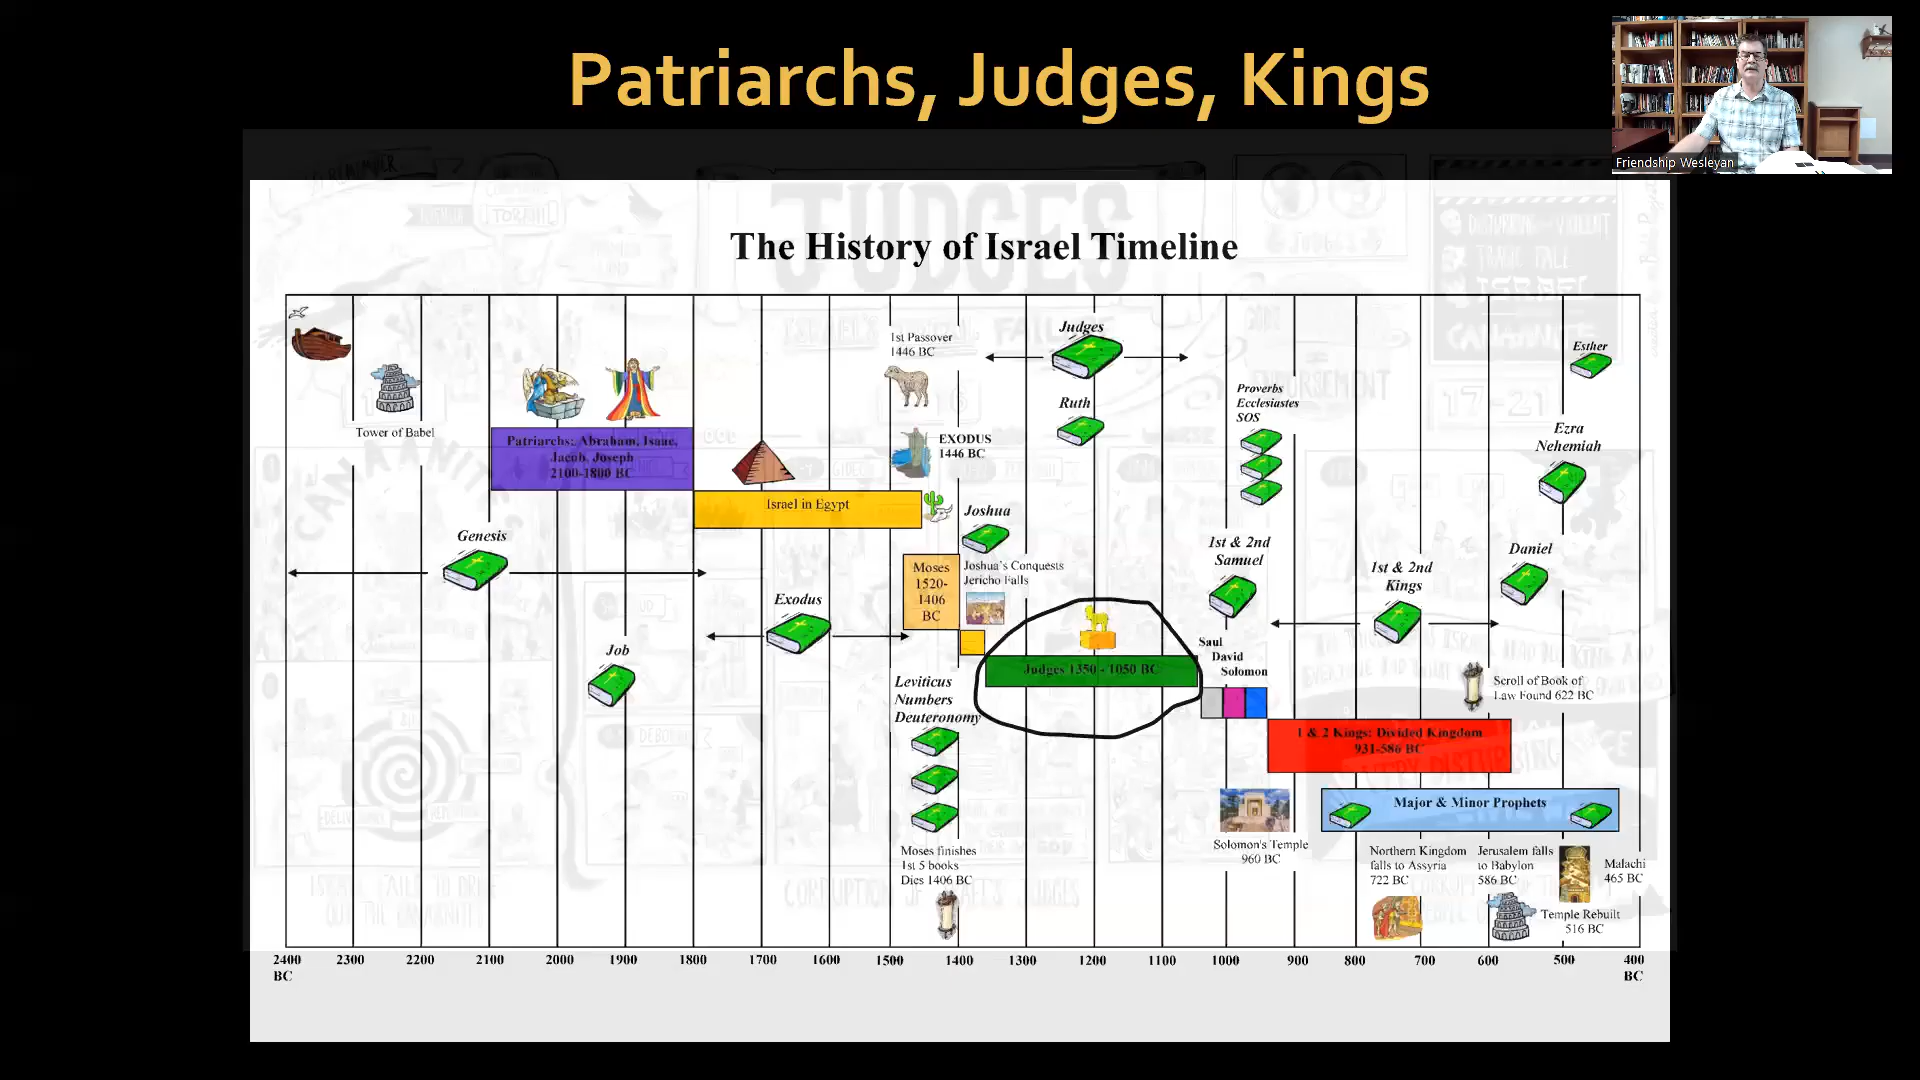 Patriarchs, Judges, Kings
Friendship Wesleyan
JUDGES
The History of Israel Timeline
1st Passover
1446 BC
Judges
Esther
Proverbs
Ecclesiastes
SOS
Ruth
Tower of Babel
Patriarchs: Abraham, Isaac,
Jacob, Joseph
2100-1800 BC
EXODUS
1446 BC
Ezra
Nehemiah
Israel in Egypt
Joshua
Genesis
1st & 2nd
Samuel
Daniel
Moses
1520-
1406
BC
Joshua's Conquests
Jericho Falls
1st & 2nd
Kings
Exodus
Job
Judges 1350 - 1050 BC
Saul
David
Solomon
Leviticus
Numbers
Deuteronomy
Scroll of Book of
Law Found 622 BC
1 & 2 Kings: Divided Kingdom
931-586 BC
Major & Minor Prophets
Solomon's Temple
960 BC
Moses finishes
1st 5 books
Dies 1406 BC
Northern Kingdom
falls to Assyria
722 BC
Jerusalem falls
to Babylon
586 BC
Malachi
465 BC
Temple Rebuilt
516 BC
2400 2300 2200 2100 2000 1900 1800 1700 1600 1500 1400 1300 1200 1100 1000 900 800 700 600 500 400
BC BC